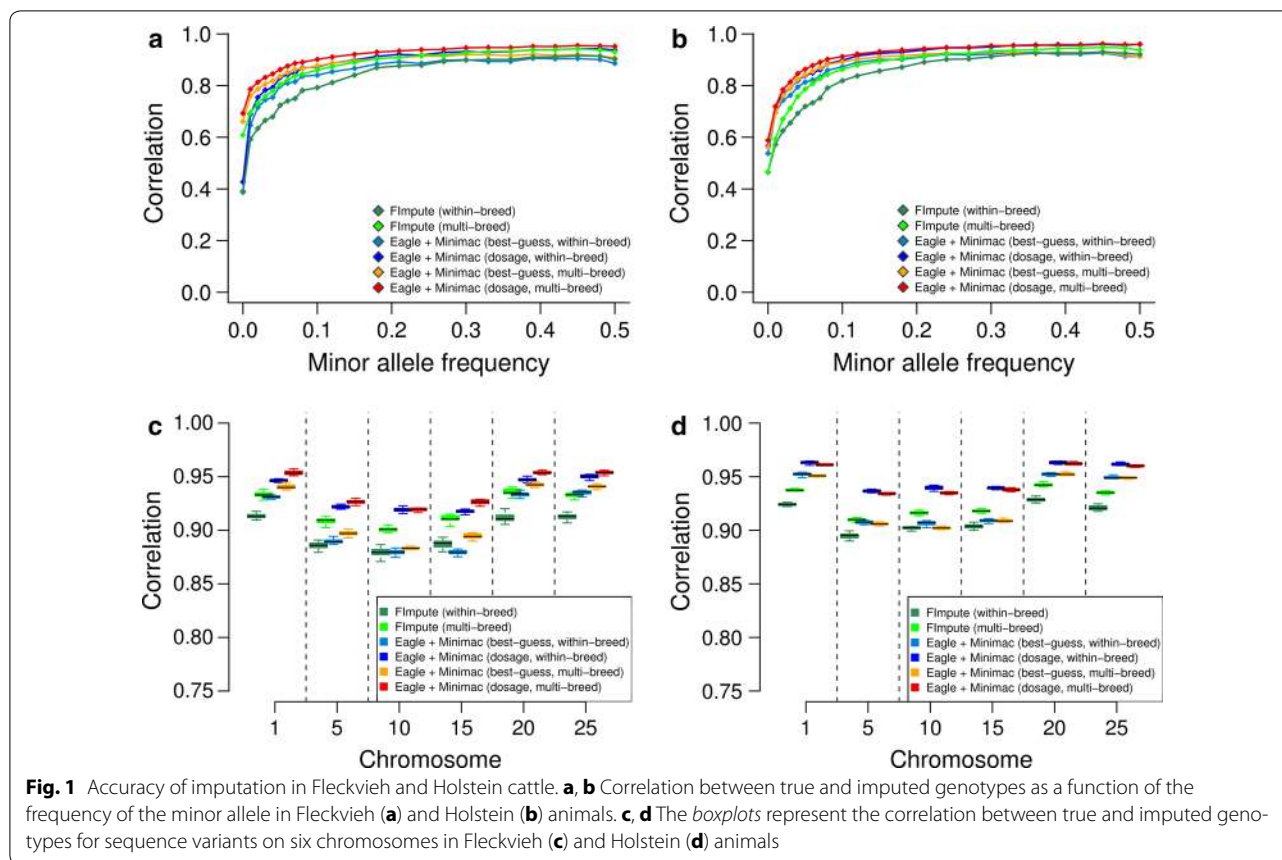 a
Correlation
1.0
0.8
0.6
0.4
0.2
0.0
FImpute (within−breed)
FImpute (multi−breed)
Eagle + Minimac (best−guess, within−breed)
Eagle + Minimac (dosage, within−breed)
Eagle + Minimac (best−guess, multi−breed)
Eagle + Minimac (dosage, multi−breed)
0.0 0.1 0.2 0.3 0.4 0.5
Minor allele frequency
b
Correlation
1.0
0.8
0.6
0.4
0.2
0.0
FImpute (within−breed)
FImpute (multi−breed)
Eagle + Minimac (best−guess, within−breed)
Eagle + Minimac (dosage, within−breed)
Eagle + Minimac (best−guess, multi−breed)
Eagle + Minimac (dosage, multi−breed)
0.0 0.1 0.2 0.3 0.4 0.5
Minor allele frequency
c
Correlation
1.00
0.95
0.90
0.85
0.80
0.75
FImpute (within−breed)
FImpute (multi−breed)
Eagle + Minimac (best−guess, within−breed)
Eagle + Minimac (dosage, within−breed)
Eagle + Minimac (best−guess, multi−breed)
Eagle + Minimac (dosage, multi−breed)
1 5 10 15 20 25
Chromosome
d
Correlation
1.00
0.95
0.90
0.85
0.80
0.75
FImpute (within−breed)
FImpute (multi−breed)
Eagle + Minimac (best−guess, within−breed)
Eagle + Minimac (dosage, within−breed)
Eagle + Minimac (best−guess, multi−breed)
Eagle + Minimac (dosage, multi−breed)
1 5 10 15 20 25
Chromosome
Fig. 1 Accuracy of imputation in Fleckvieh and Holstein cattle. a, b Correlation between true and imputed genotypes as a function of the
frequency of the minor allele in Fleckvieh (a) and Holstein (b) animals. c, d The boxplots represent the correlation between true and imputed geno-
types for sequence variants on six chromosomes in Fleckvieh (c) and Holstein (d) animals